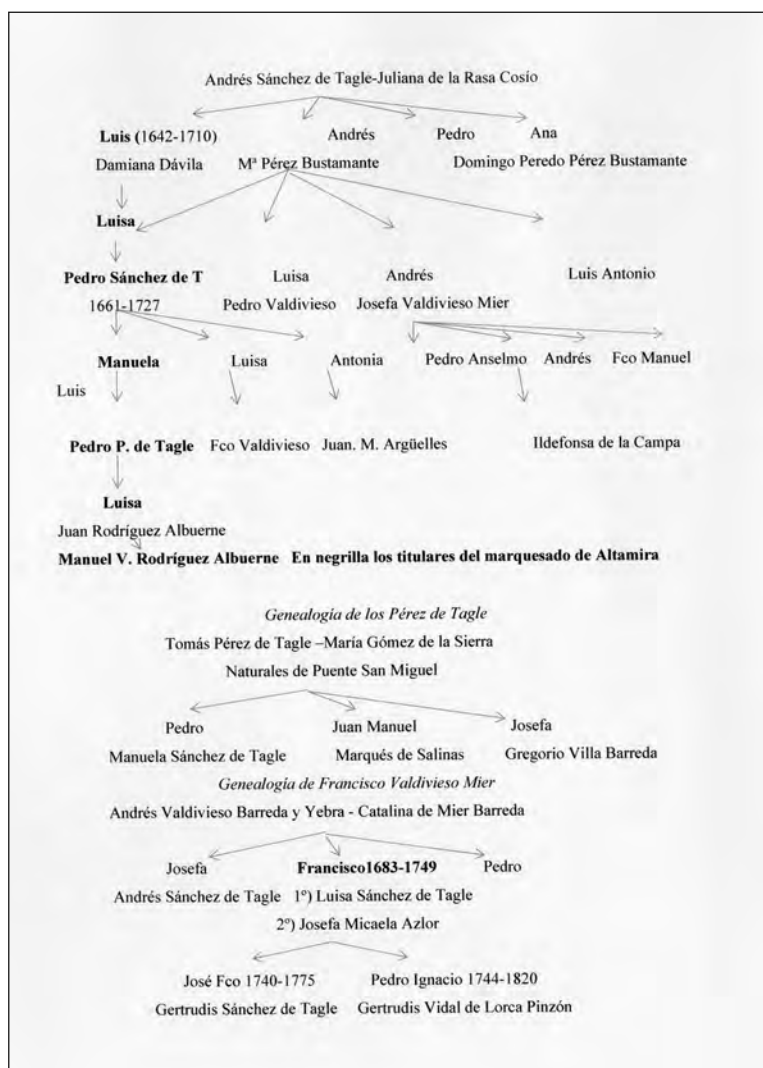 Andrés Sánchez de Tagle-Juliana de la Rasa Cosío
Luis (1642-1710) Andrés Pedro Ana
Damiana Dávila Mª Pérez Bustamante Domingo Peredo Pérez Bustamante
Luisa
Pedro Sánchez de T Luisa Andrés Luis Antonio
1661-1727 Pedro Valdivieso Josefa Valdivieso Mier
Manuela Luisa Antonia Pedro Anselmo Andrés Fco Manuel
Luis
Pedro P. de Tagle Fco Valdivieso Juan. M. Argüelles Ildefonsa de la Campa
Luisa
Juan Rodríguez Albuerne
Manuel V. Rodríguez Albuerne En negrilla los titulares del marquesado de Altamira
Genealogía de los Pérez de Tagle
Tomás Pérez de Tagle –María Gómez de la Sierra
Naturales de Puente San Miguel
Pedro Juan Manuel Josefa
Manuela Sánchez de Tagle Marqués de Salinas Gregorio Villa Barreda
Genealogía de Francisco Valdivieso Mier
Andrés Valdivieso Barreda y Yebra - Catalina de Mier Barreda
Josefa Francisco1683-1749 Pedro
Andrés Sánchez de Tagle 1º) Luisa Sánchez de Tagle
2º) Josefa Micaela Azlor
José Fco 1740-1775 Pedro Ignacio 1744-1820
Gertrudis Sánchez de Tagle Gertrudis Vidal de Lorca Pinzón